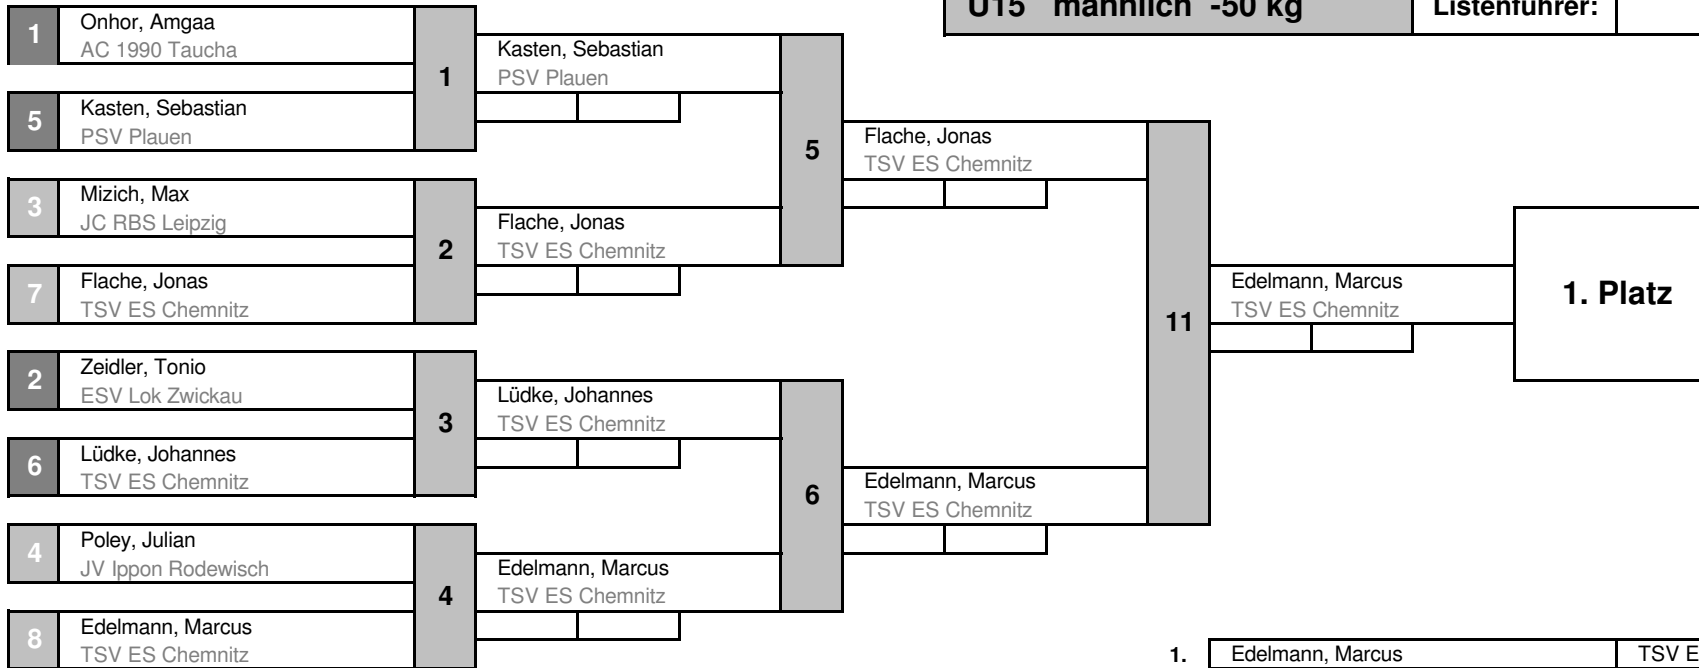 U15 männlich -50 kg Listenführer:
1 Onhor, Amgaa
AC 1990 Taucha
5 Kasten, Sebastian
PSV Plauen
3 Mizich, Max
JC RBS Leipzig
7 Flache, Jonas
TSV ES Chemnitz
2 Zeidler, Tonio
ESV Lok Zwickau
6 Lüdke, Johannes
TSV ES Chemnitz
4 Poley, Julian
JV Ippon Rodewisch
8 Edelmann, Marcus
TSV ES Chemnitz
1
2
3
4
Kasten, Sebastian
PSV Plauen
Flache, Jonas
TSV ES Chemnitz
Lüdke, Johannes
TSV ES Chemnitz
Edelmann, Marcus
TSV ES Chemnitz
5
6
Flache, Jonas
TSV ES Chemnitz
Edelmann, Marcus
TSV ES Chemnitz
11
Edelmann, Marcus
TSV ES Chemnitz
1. Platz
1. Edelmann, Marcus TSV E